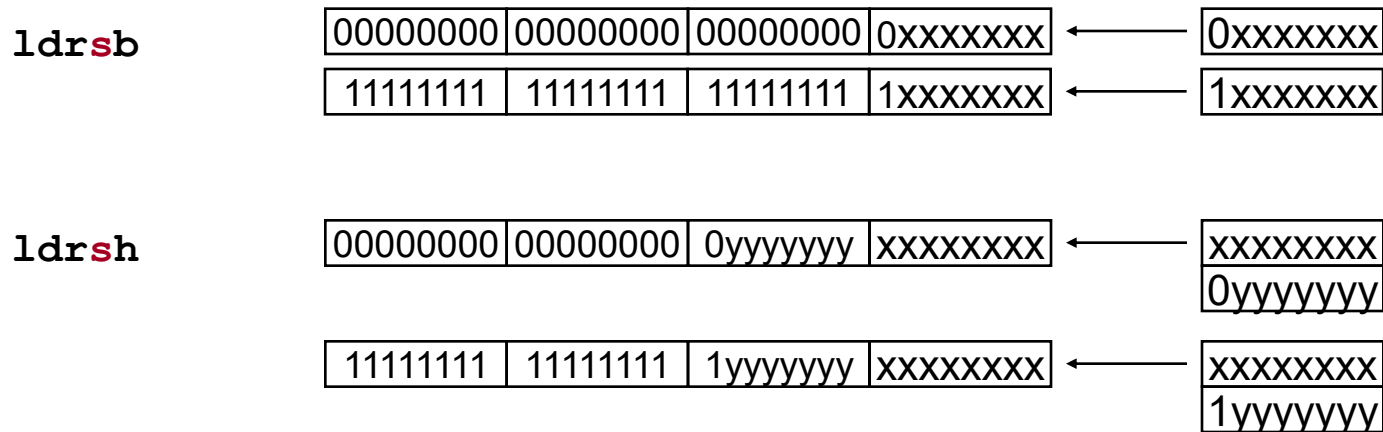 ldrsb 00000000 00000000 00000000 0xxxxxxx 0xxxxxxx
11111111 11111111 11111111 1xxxxxxx 1xxxxxxx
ldrsh 00000000 00000000 0yyyyyyy xxxxxxxx xxxxxxxx
0yyyyyyy
11111111 11111111 1yyyyyyy xxxxxxxx xxxxxxxx
1yyyyyyy